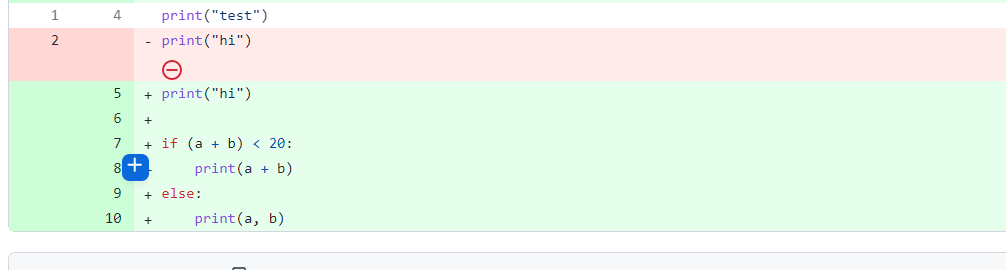 1 4 print("test")
2 - print("hi")
5 + print("hi")
6 +
7 + if (a + b) < 20:
8 print(a + b)
9 + else:
10 + print(a, b)